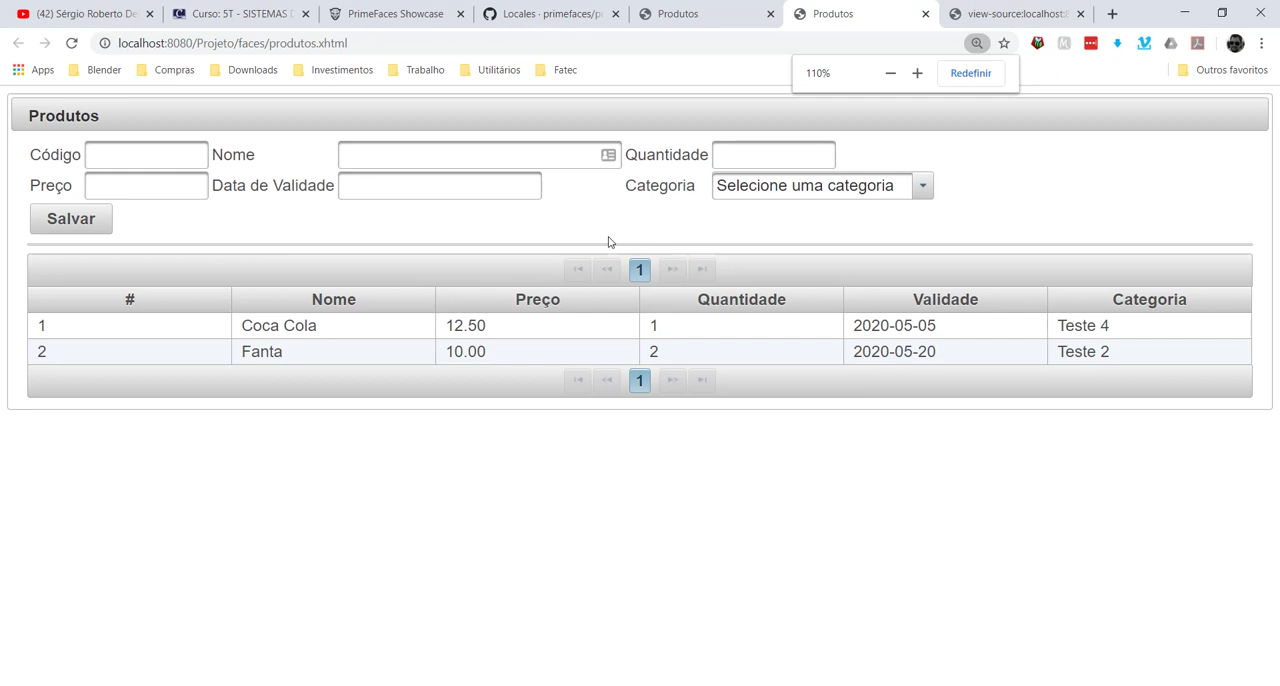 (42) Sérgio Roberto De
Curso: 5T - SISTEMAS D
PrimeFaces Showcase
Locales · primefaces/pr
Produtos
Produtos
view-source:localhost:8
localhost:8080/Projeto/faces/produtos.xhtml
Apps
Blender
Compras
Downloads
Investimentos
Trabalho
Utilitários
Fatec
Outros favoritos
110%
Redefinir
Produtos
Código Nome Quantidade
Preço Data de Validade Categoria Selecione uma categoria
Salvar
1
# Nome Preço Quantidade Validade Categoria
1 Coca Cola 12.50 1 2020-05-05 Teste 4
2 Fanta 10.00 2 2020-05-20 Teste 2
1